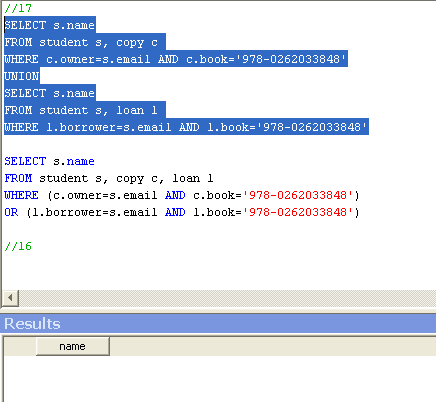 //17
SELECT s.name
FROM student s, copy c
WHERE c.owner=s.email AND c.book='978-0262033848'
UNION
SELECT s.name
FROM student s, loan l
WHERE l.borrower=s.email AND l.book='978-0262033848'
SELECT s.name
FROM student s, copy c, loan l
WHERE (c.owner=s.email AND c.book='978-0262033848')
OR (l.borrower=s.email AND l.book='978-0262033848')
//16
Results
name